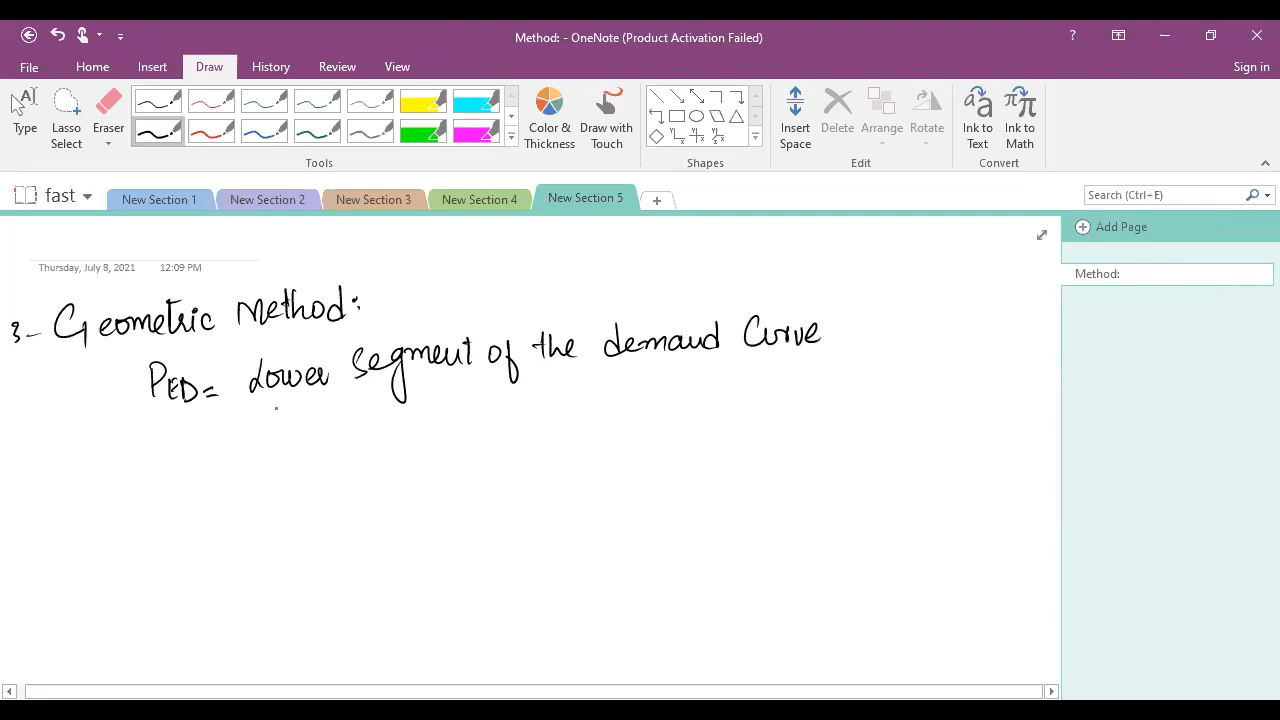 Method: - OneNote (Product Activation Failed)
File Home Insert Draw History Review View
Sign in
Type
Lasso Select
Eraser
Color & Thickness
Draw with Touch
Insert Space
Delete
Arrange
Rotate
Ink to Text
Ink to Math
Tools
Shapes
Edit
Convert
fast
New Section 1
New Section 2
New Section 3
New Section 4
New Section 5
Search (Ctrl+E)
Add Page
Method:
Thursday, July 8, 2021 12:09 PM
3- Geometric Method:
PED= Lower segment of the demand Curve